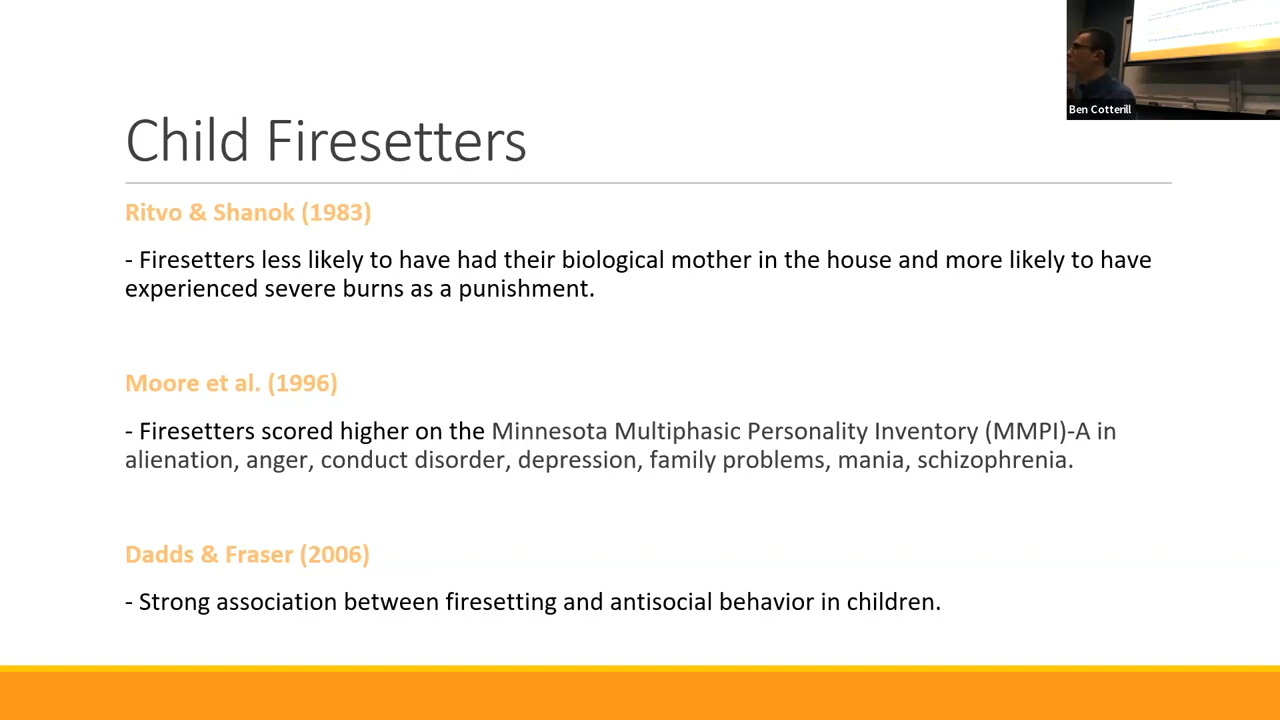 Ben Cotterill
Child Firesetters
Ritvo & Shanok (1983)
- Firesetters less likely to have had their biological mother in the house and more likely to have
experienced severe burns as a punishment.
Moore et al. (1996)
- Firesetters scored higher on the Minnesota Multiphasic Personality Inventory (MMPI)-A in
alienation, anger, conduct disorder, depression, family problems, mania, schizophrenia.
Dadds & Fraser (2006)
- Strong association between firesetting and antisocial behavior in children.